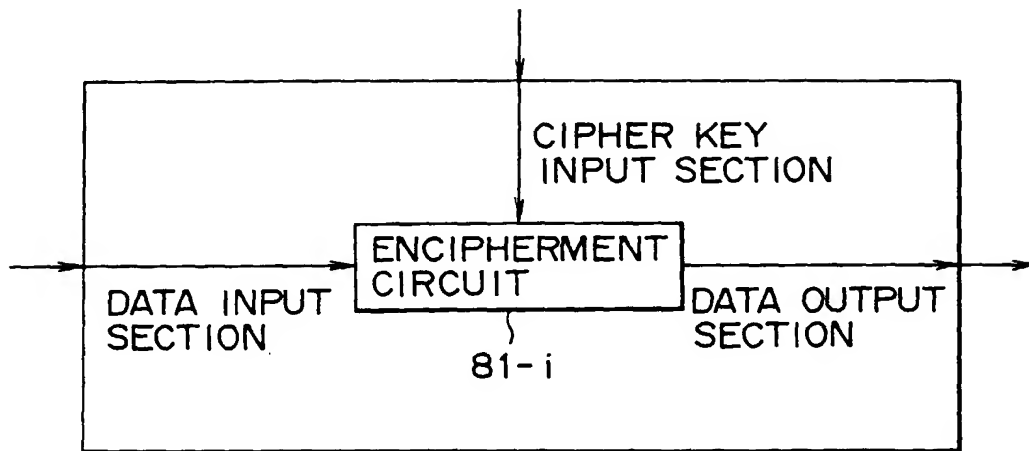 CIPHER KEY
INPUT SECTION
ENCIPHERMENT
CIRCUIT
DATA INPUT
SECTION
DATA OUTPUT
SECTION
81-i